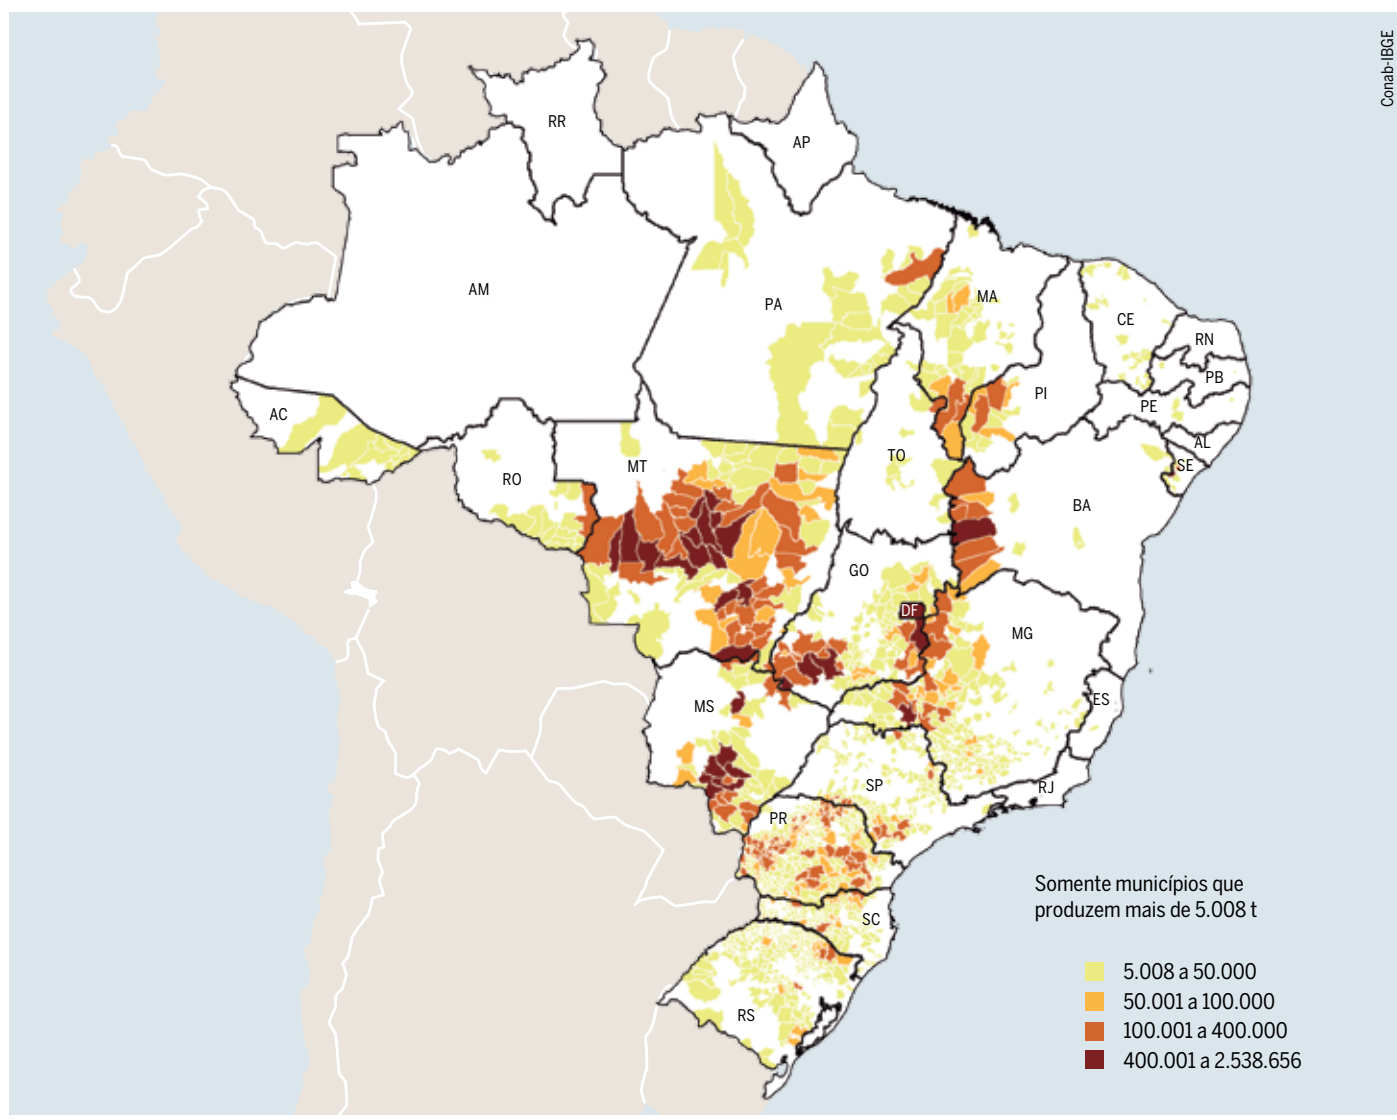 Conab-IBGE
RR
AP
AM
PA
MA
CE
RN
PB
PI
PE
AC
AL
TO
SE
MT
RO
BA
GO
DF
MG
MS
ES
SP
RJ
PR
SC
RS
Somente municípios que
produzem mais de 5.008 t
5.008 a 50.000
50.001 a 100.000
100.001 a 400.000
400.001 a 2.538.656